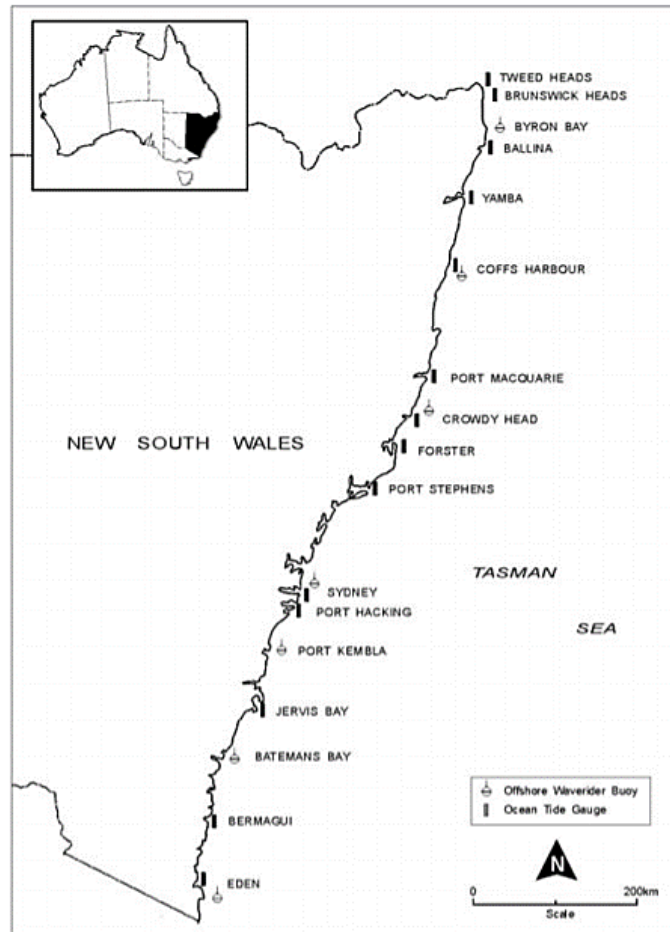 TWEED HEADS
BRUNSWICK HEADS
BYRON BAY
BALLINA
YAMBA
COFFS HARBOUR
PORT MACQUARIE
CROWDY HEAD
NEW SOUTH WALES
FORSTER
PORT STEPHENS
TASMAN
SYDNEY
PORT HACKING
SEA
PORT KEMBLA
JERVIS BAY
BATEMANS BAY
Offshore Waverider Buoy
Ocean Tide Gauge
BERMAGUI
N
EDEN
0 200km
Scale